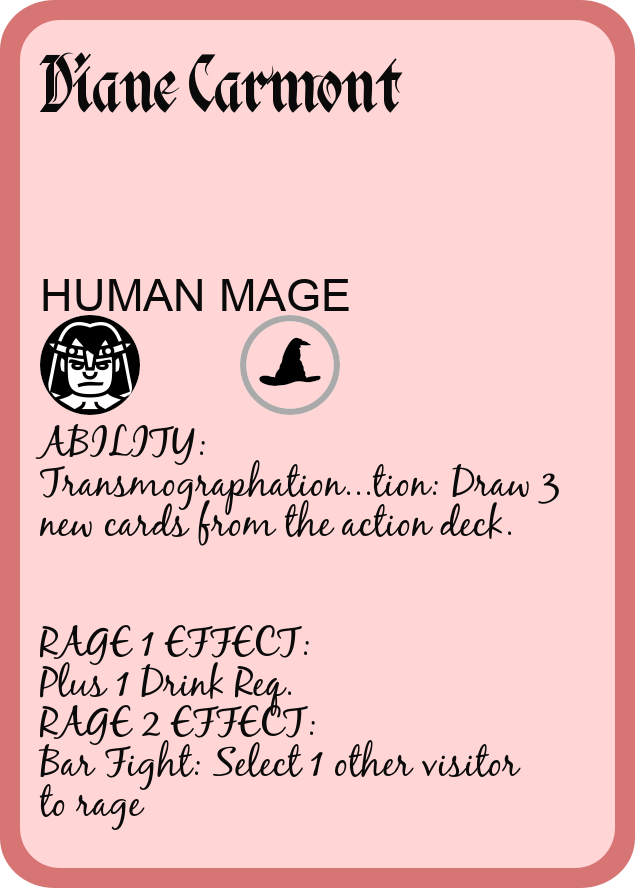 Diane Carmont
HUMAN MAGE
ABILITY:
Transmographation...tion: Draw 3
new cards from the action deck.
RAGE 1 EFFECT:
Plus 1 Drink Req.
RAGE 2 EFFECT:
Bar Fight: Select 1 other visitor
to rage